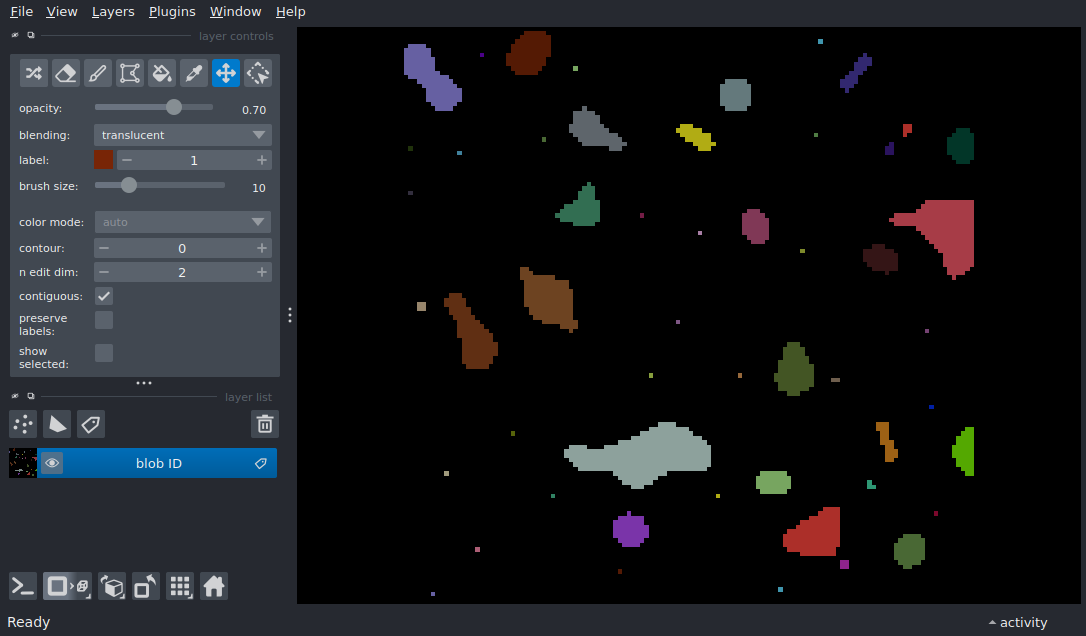 File View Layers Plugins Window Help
layer controls
opacity: 0.70
blending: translucent
label: 1
brush size: 10
color mode: auto
contour: 0
n edit dim: 2
contiguous:
preserve
labels:
show
selected:
layer list
blob ID
Ready
activity